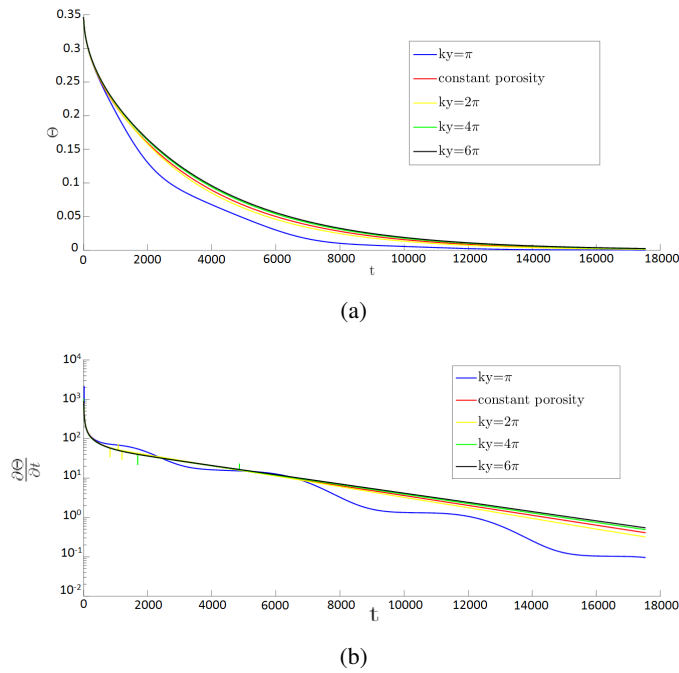 0.35
0.3
0.25
0.2
0.15
0.1
0.05
0
Θ
0 2000 4000 6000 8000 10000 12000 14000 16000 18000
t
ky=π
constant porosity
ky=2π
ky=4π
ky=6π
(a)
10⁴
10³
10²
10¹
10⁰
10⁻¹
10⁻²
∂Θ
∂t
0 2000 4000 6000 8000 10000 12000 14000 16000 18000
t
ky=π
constant porosity
ky=2π
ky=4π
ky=6π
(b)